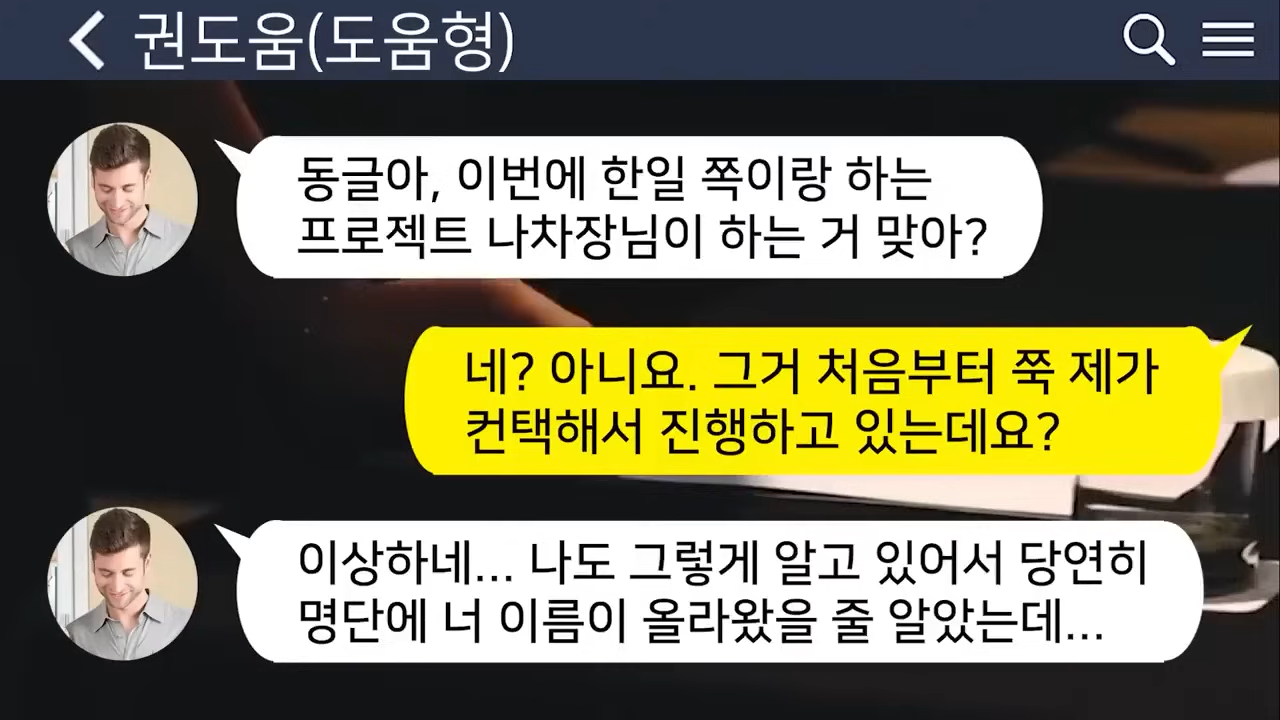 권도움(도움형)
동글아, 이번에 한일 쪽이랑 하는
프로젝트 나차장님이 하는 거 맞아?
네? 아니요. 그거 처음부터 쭉 제가
컨택해서 진행하고 있는데요?
이상하네... 나도 그렇게 알고 있어서 당연히
명단에 너 이름이 올라왔을 줄 알았는데...